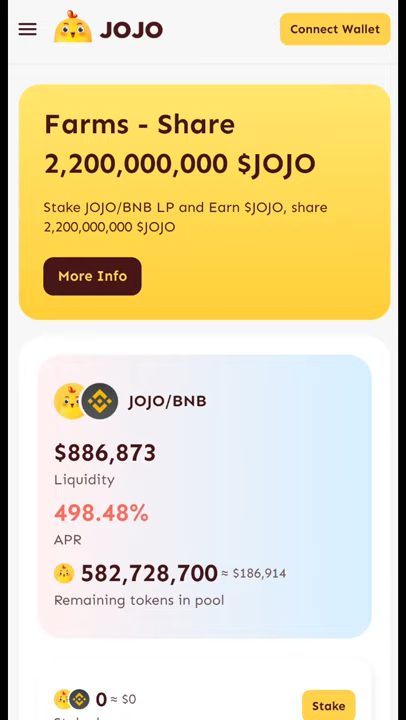 JOJO
Connect Wallet
Farms - Share
2,200,000,000 $JOJO
Stake JOJO/BNB LP and Earn $JOJO, share
2,200,000,000 $JOJO
More Info
JOJO/BNB
$886,873
Liquidity
498.48%
APR
582,728,700 ≈ $186,914
Remaining tokens in pool
0 ≈ $0
Stake